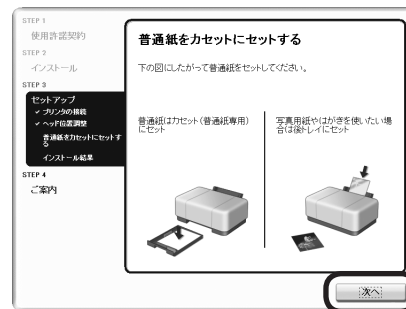 STEP 1
使用許諾契約
STEP 2
インストール
STEP 3
セットアップ
✓ プリンタの接続
✓ ヘッド位置調整
普通紙をカセットにセットす
る
インストール結果
STEP 4
ご案内
普通紙をカセットにセットする
下の図にしたがって普通紙をセットしてください。
普通紙はカセット(普通紙専用)
にセット
写真用紙やはがきを使いたい場
合は後トレイにセット
次へ